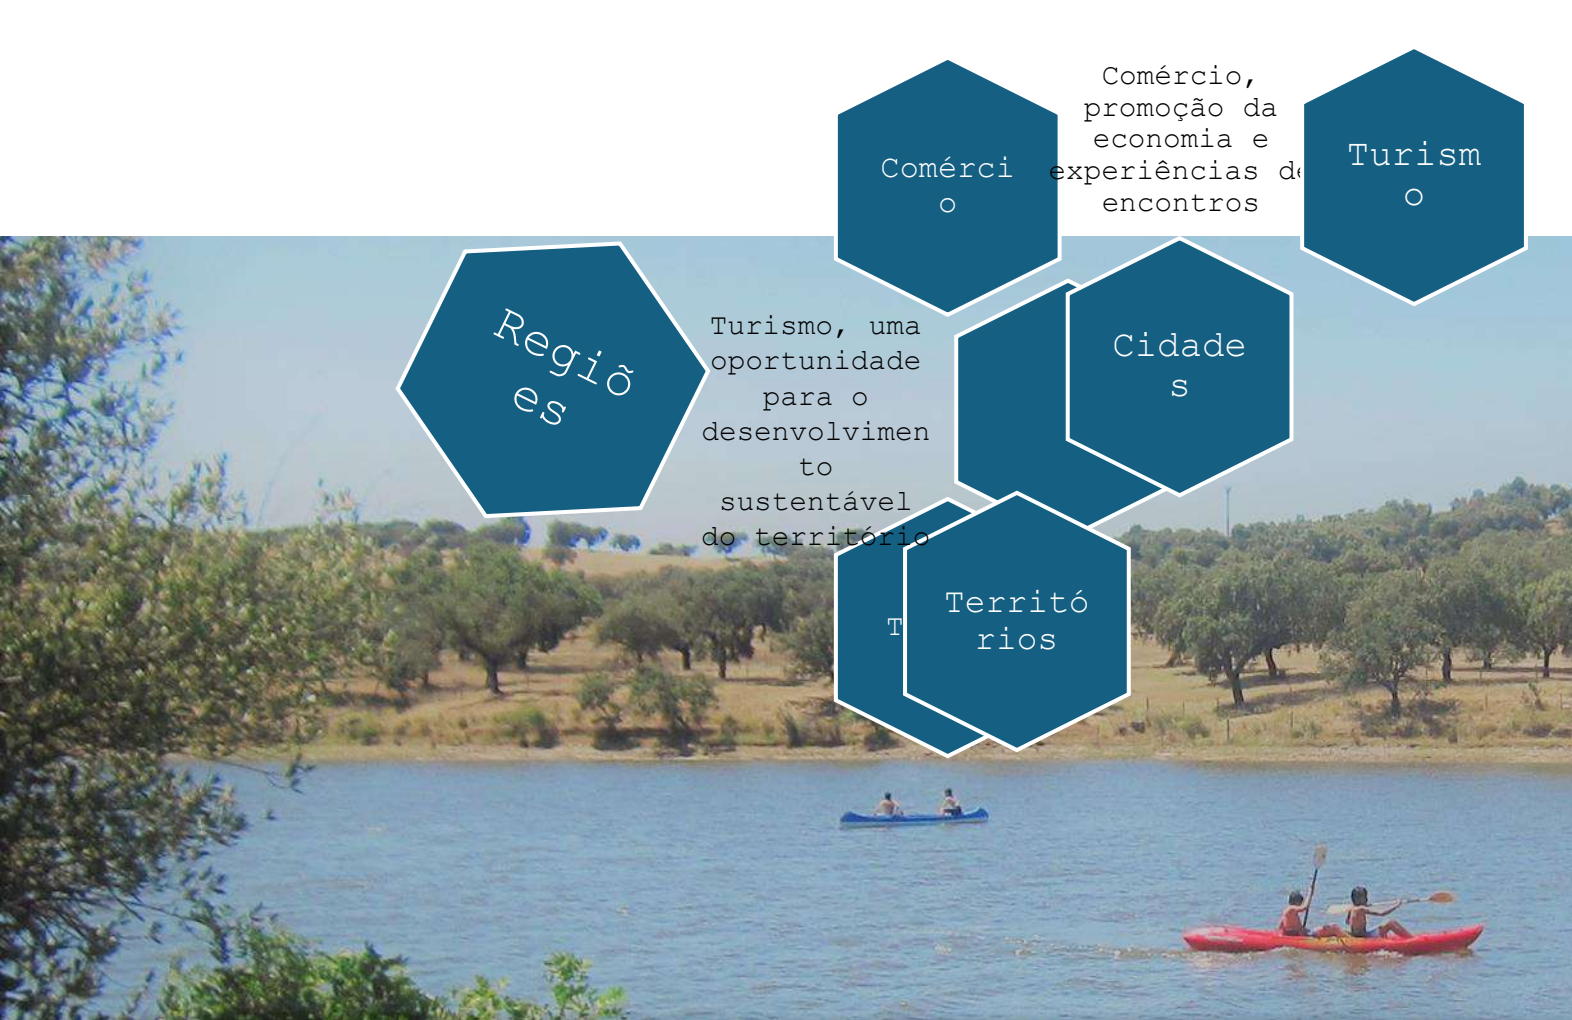 Comérci
o
Comércio,
promoção da
economia e
experiências de
encontros
Turism
o
Regiõ
es
Turismo, uma
oportunidade
para o
desenvolvimen
to
sustentável
do território
Cidade
s
T
Territó
rios